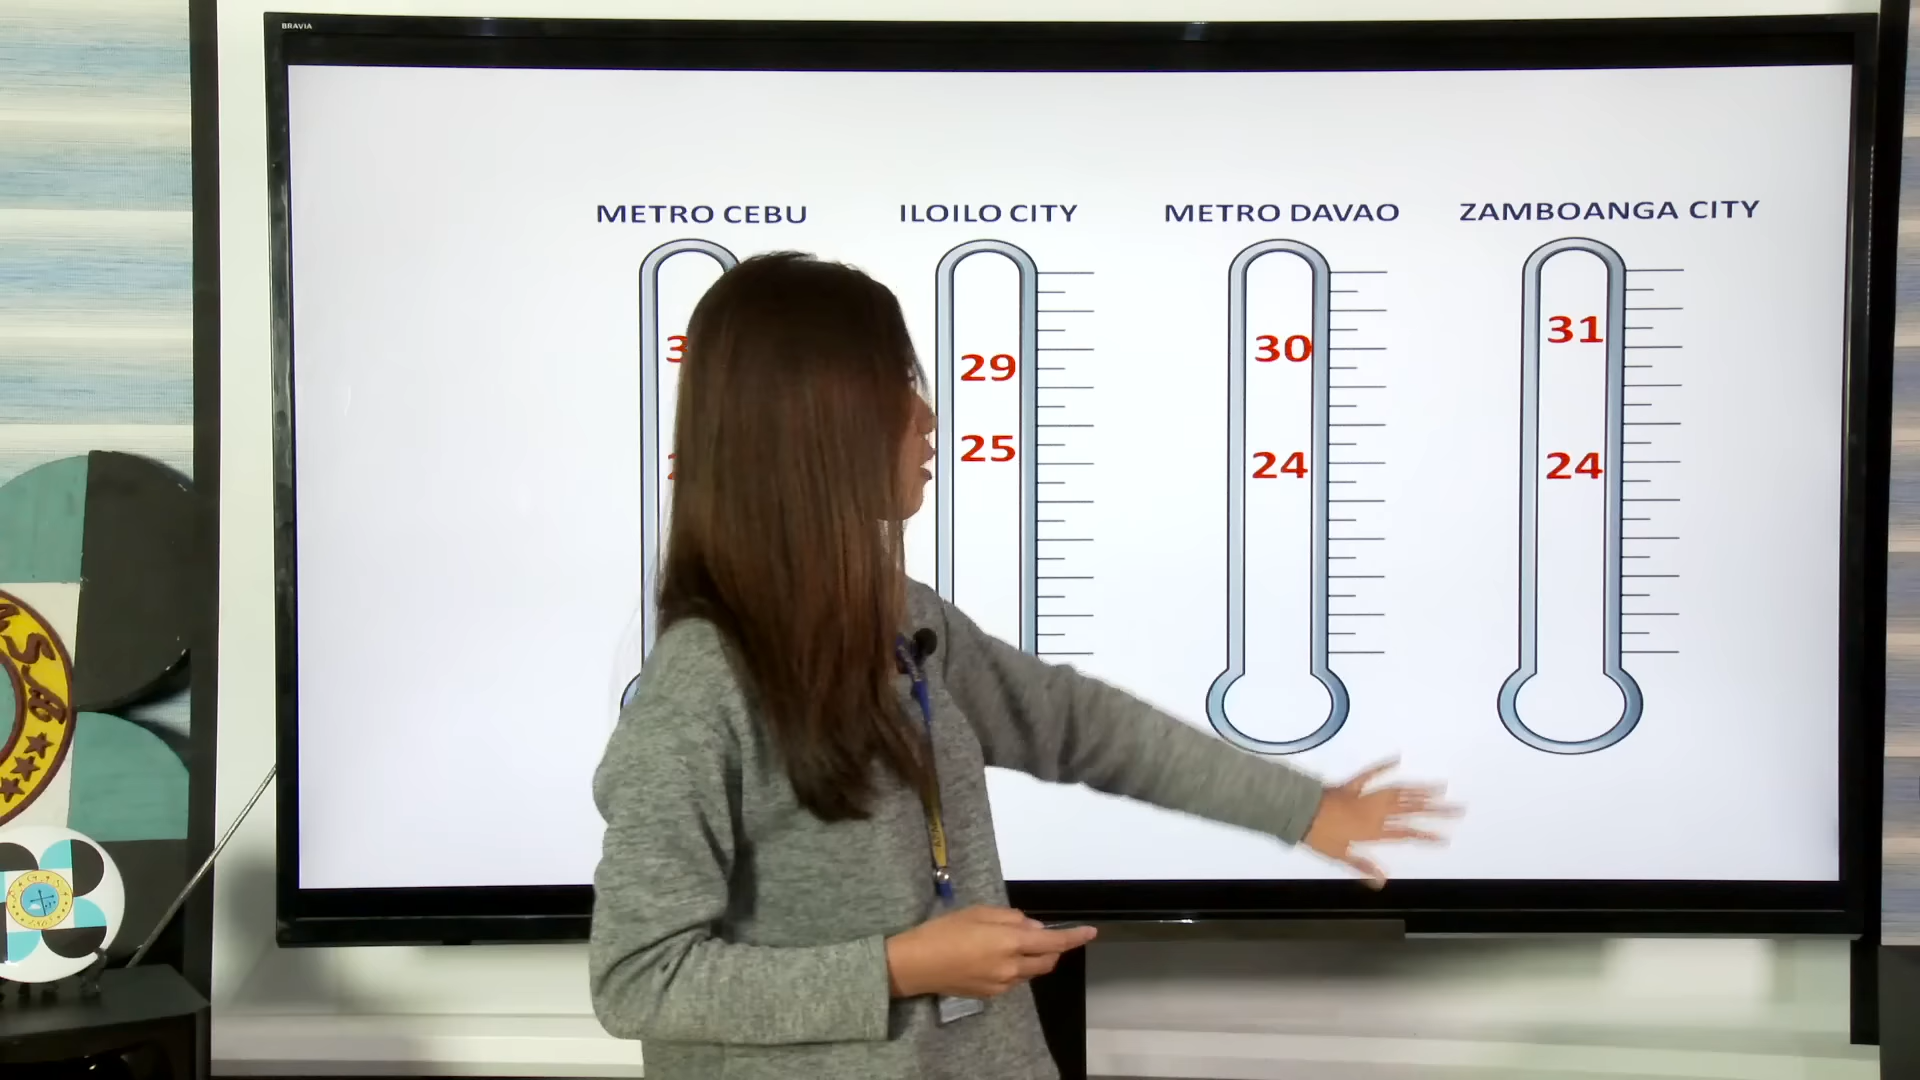 BRAVIA
METRO CEBU
ILOILO CITY
METRO DAVAO
ZAMBOANGA CITY
29
30
31
25
24
24